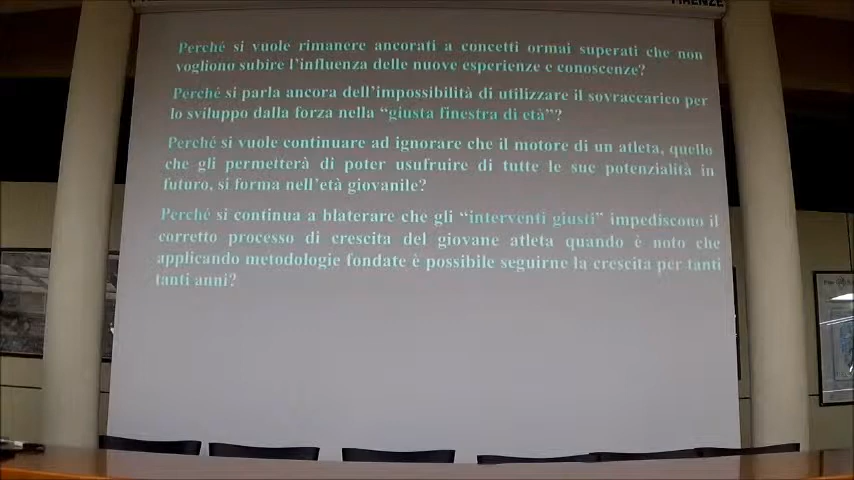 FIRENZE
Perché si vuole rimanere ancorati a concetti ormai superati che non
vogliono subire l'influenza delle nuove esperienze e conoscenze?
Perché si parla ancora dell'impossibilità di utilizzare il sovraccarico per
lo sviluppo dalla forza nella “giusta finestra di età”?
Perché si vuole continuare ad ignorare che il motore di un atleta, quello
che gli permetterà di poter usufruire di tutte le sue potenzialità in
futuro, si forma nell'età giovanile?
Perché si continua a blaterare che gli “interventi giusti” impediscono il
corretto processo di crescita del giovane atleta quando è noto che
applicando metodologie fondate è possibile seguirne la crescita per tanti
tanti anni?